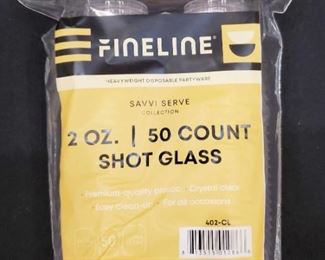 FINELINE®
HEAVYWEIGHT DISPOSABLE PARTYWARE
SAVVI SERVE
COLLECTION
2 OZ. | 50 COUNT
SHOT GLASS
• Premium-quality plastic • Crystal clear
• Easy clean-up • For all occasions
402-CL
50